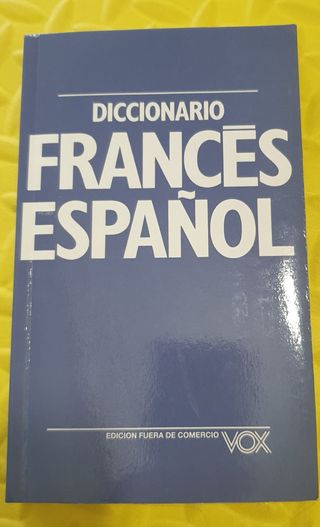 DICCIONARIO
FRANCÉS
ESPAÑOL
EDICION FUERA DE COMERCIO VOX